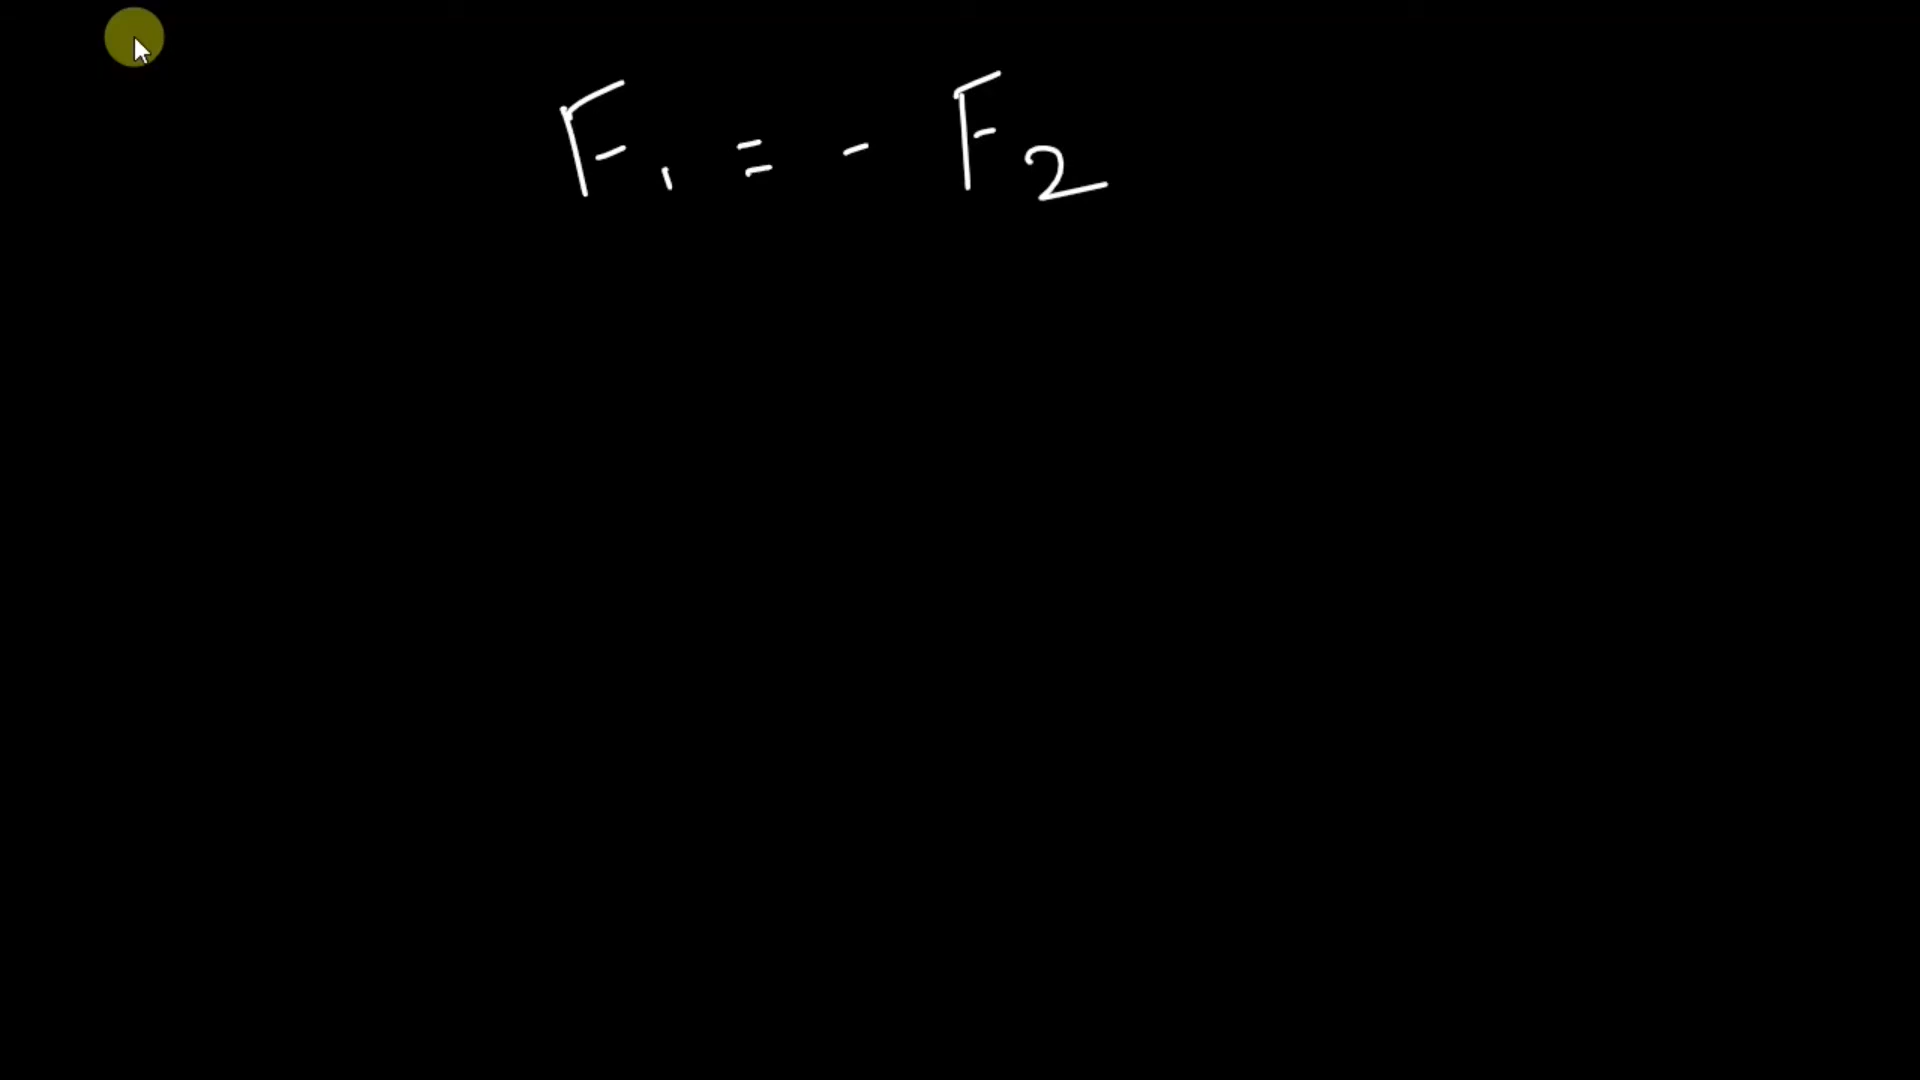 F₁ = - F₂